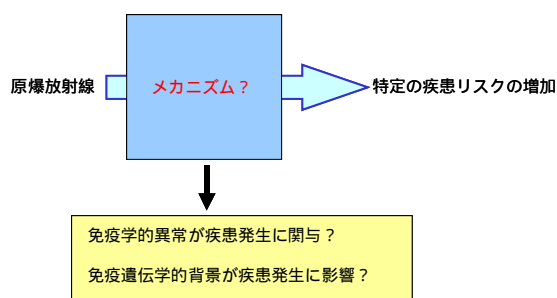 原爆放射線
メカニズム？
特定の疾患リスクの増加
免疫学的異常が疾患発生に関与？
免疫遺伝学的背景が疾患発生に影響？